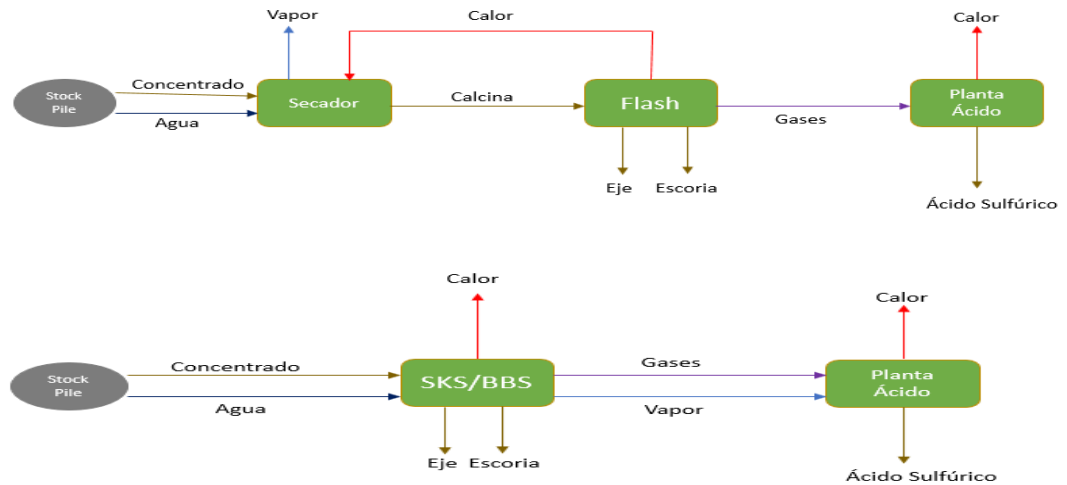 Vapor
Calor
Calor
Concentrado
Stock
Pile
Secador
Calcina
Flash
Planta
Ácido
Agua
Gases
Eje
Escoria
Ácido Sulfúrico
Calor
Calor
Concentrado
Gases
Stock
Pile
SKS/BBS
Planta
Ácido
Agua
Vapor
Eje
Escoria
Ácido Sulfúrico